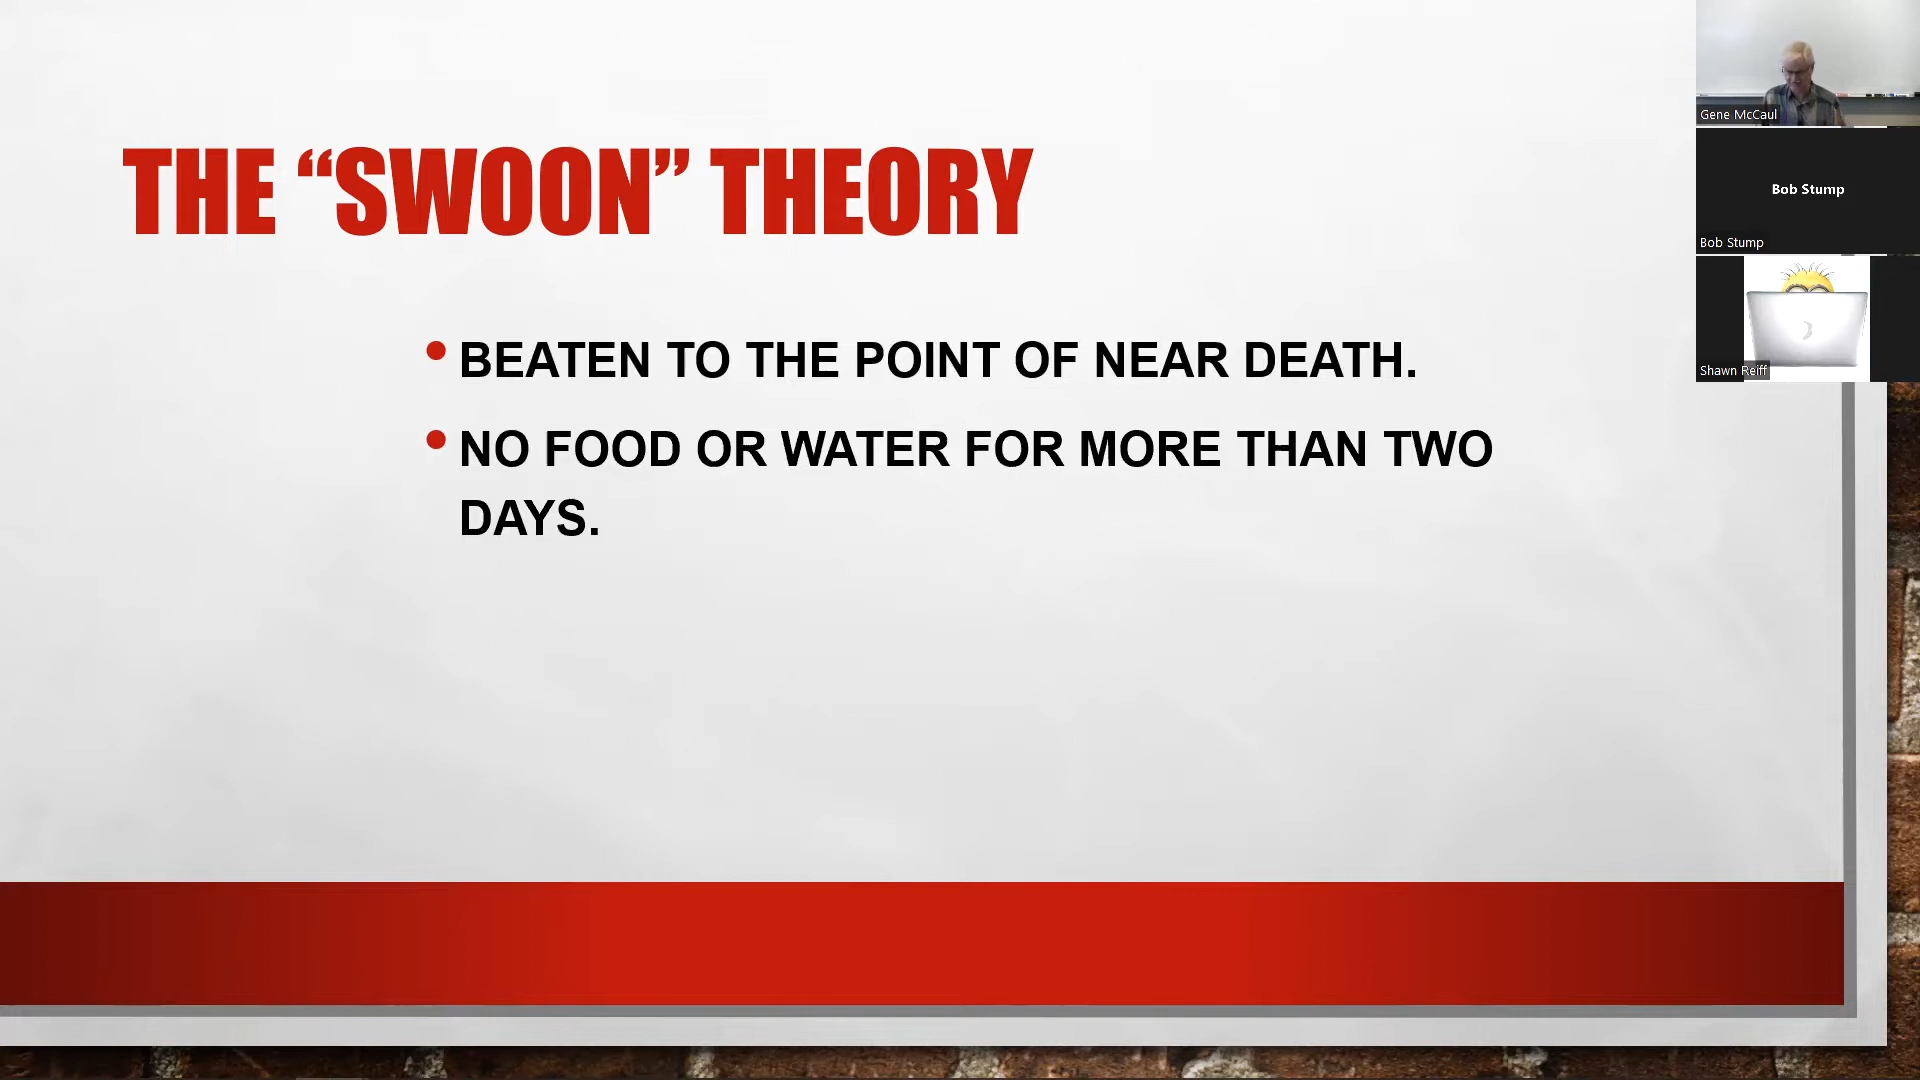 THE “SWOON” THEORY
• BEATEN TO THE POINT OF NEAR DEATH.
• NO FOOD OR WATER FOR MORE THAN TWO
DAYS.
Gene McCaul
Bob Stump
Bob Stump
Shawn Reiff